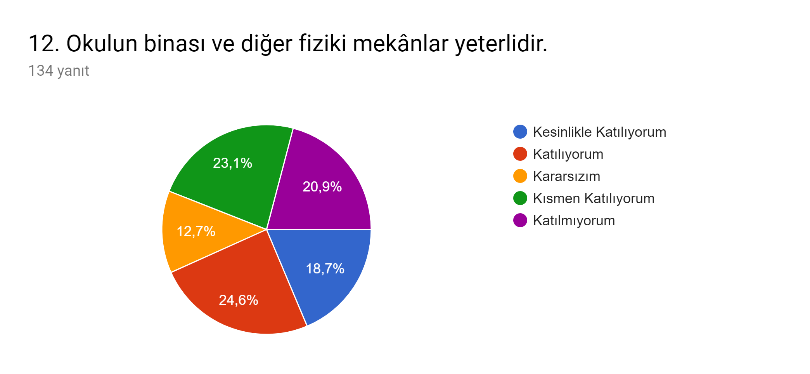 12. Okulun binası ve diğer fiziki mekânlar yeterlidir.
134 yanıt
Kesinlikle Katılıyorum
Katılıyorum
Kararsızım
Kısmen Katılıyorum
Katılmıyorum
23,1%
20,9%
12,7%
18,7%
24,6%